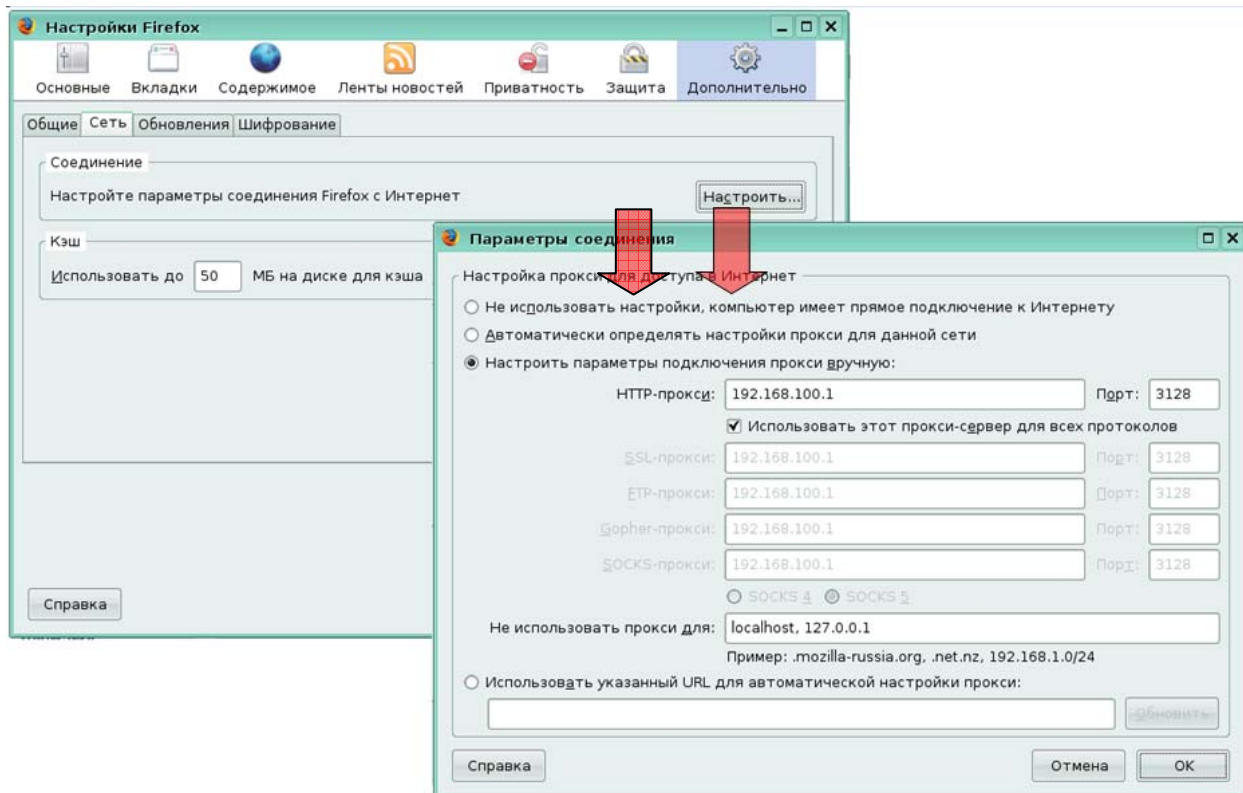 Настройки Firefox
Основные Вкладки Содержимое Ленты новостей Приватность Защита Дополнительно
Общие Сеть Обновления Шифрование
Соединение
Настройте параметры соединения Firefox с Интернет
Настроить...
Кэш
Использовать до 50 МБ на диске для кэша
Справка
Параметры соединения
Настройка прокси для доступа в Интернет
Не использовать настройки, компьютер имеет прямое подключение к Интернету
Автоматически определять настройки прокси для данной сети
Настроить параметры подключения прокси вручную:
HTTP-прокси: 192.168.100.1 Порт: 3128
Использовать этот прокси-сервер для всех протоколов
SSL-прокси: 192.168.100.1 Порт: 3128
FTP-прокси: 192.168.100.1 Порт: 3128
Gopher-прокси: 192.168.100.1 Порт: 3128
SOCKS-прокси: 192.168.100.1 Порт: 3128
SOCKS 4 SOCKS 5
Не использовать прокси для: localhost, 127.0.0.1
Пример: .mozilla-russia.org, .net.nz, 192.168.1.0/24
Использовать указанный URL для автоматической настройки прокси:
Обновить
Справка Отмена OK